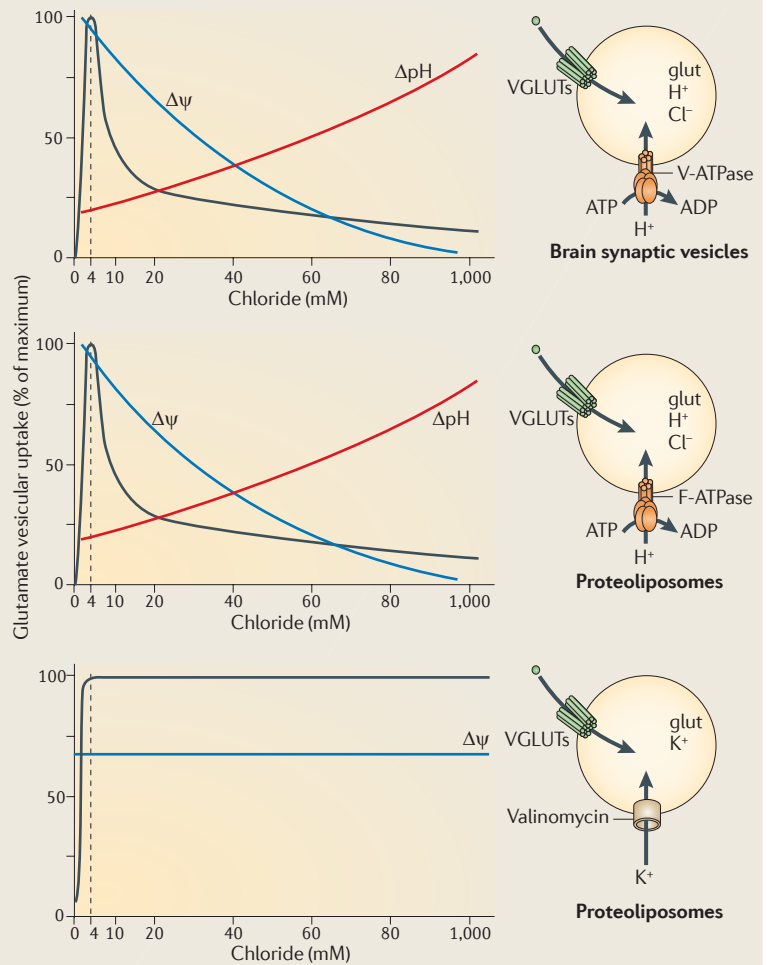 Glutamate vesicular uptake (% of maximum)
100
50
0
Δψ
ΔpH
0 4 10 20 40 60 80 1,000
Chloride (mM)
VGLUTs
glut
H⁺
Cl⁻
V-ATPase
ATP
ADP
H⁺
Brain synaptic vesicles
100
50
0
Δψ
ΔpH
0 4 10 20 40 60 80 1,000
Chloride (mM)
VGLUTs
glut
H⁺
Cl⁻
F-ATPase
ATP
ADP
H⁺
Proteoliposomes
100
50
0
Δψ
0 4 10 20 40 60 80 1,000
Chloride (mM)
VGLUTs
glut
K⁺
Valinomycin
K⁺
Proteoliposomes